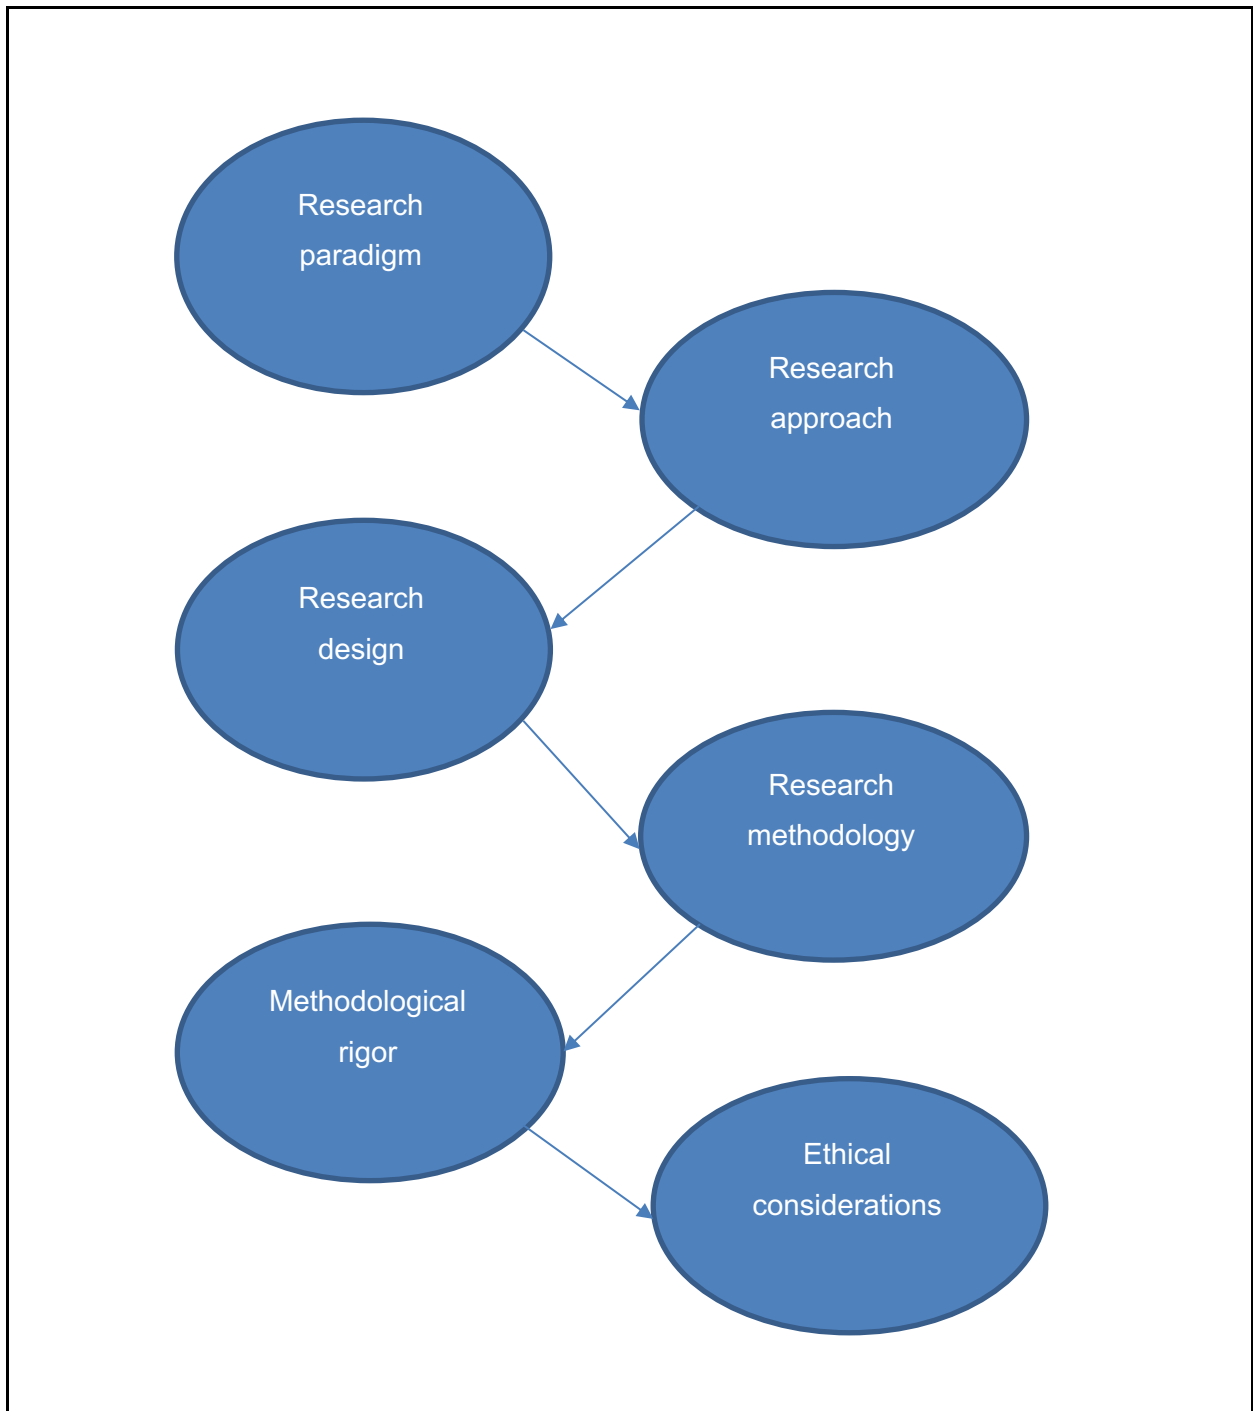 Research
paradigm
Research
approach
Research
design
Research
methodology
Methodological
rigor
Ethical
considerations